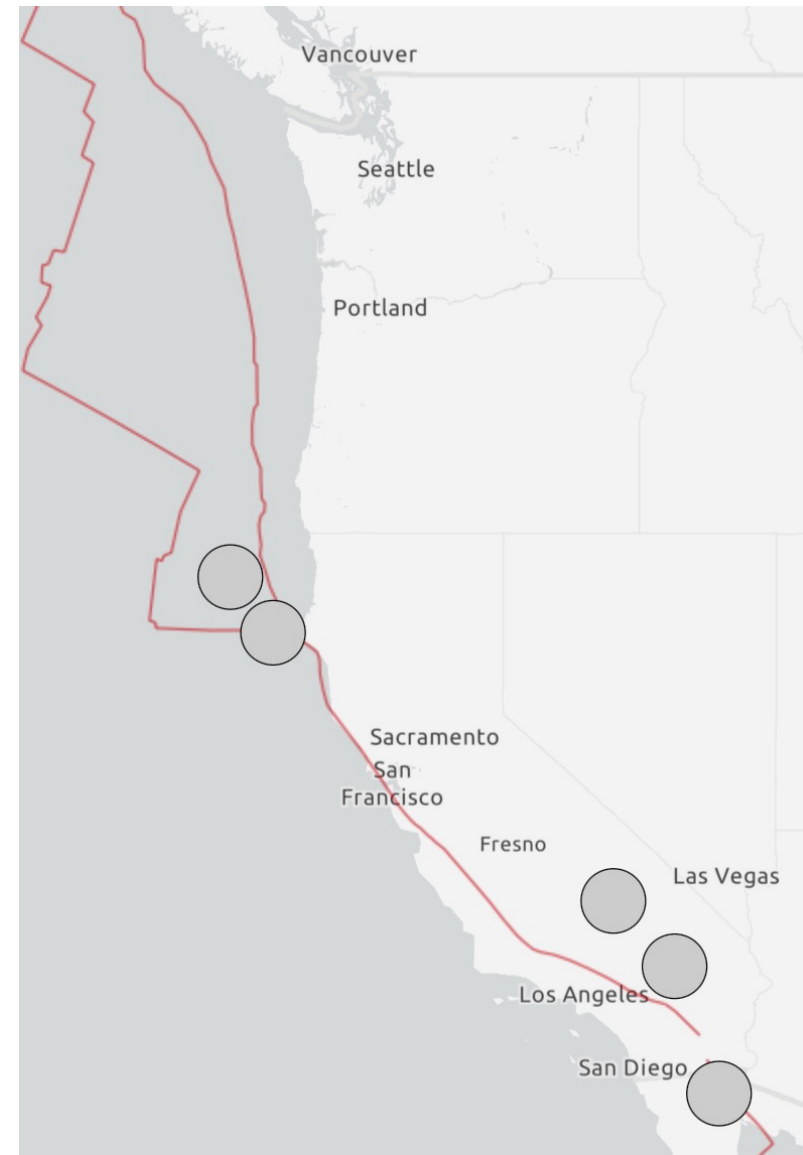 Vancouver
Seattle
Portland
Sacramento
San
Francisco
Fresno
Las Vegas
Los Angeles
San Diego